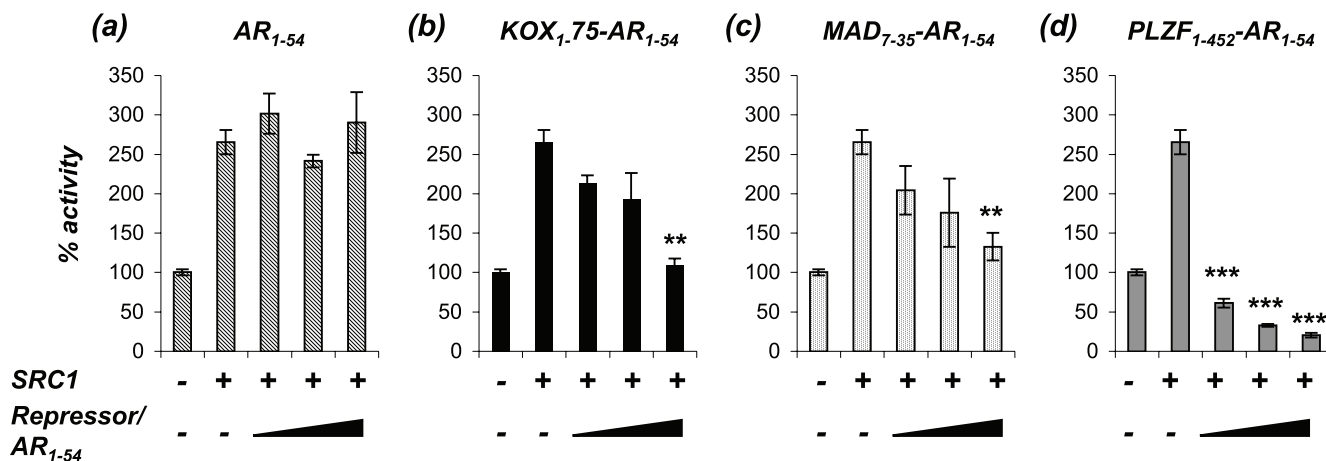 (a) AR1-54 (b) KOX1-75-AR1-54 (c) MAD7-35-AR1-54 (d) PLZF1-452-AR1-54
% activity
350 350 350 350
300 300 300 300
250 250 250 250
200 200 200 200
150 150 150 150
100 100 100 100
50 50 50 50
0 0 0 0
** ** *** *** ***
SRC1 - + + + + - + + + + - + + + + - + + + +
Repressor/
AR1-54 - - - - - - - -